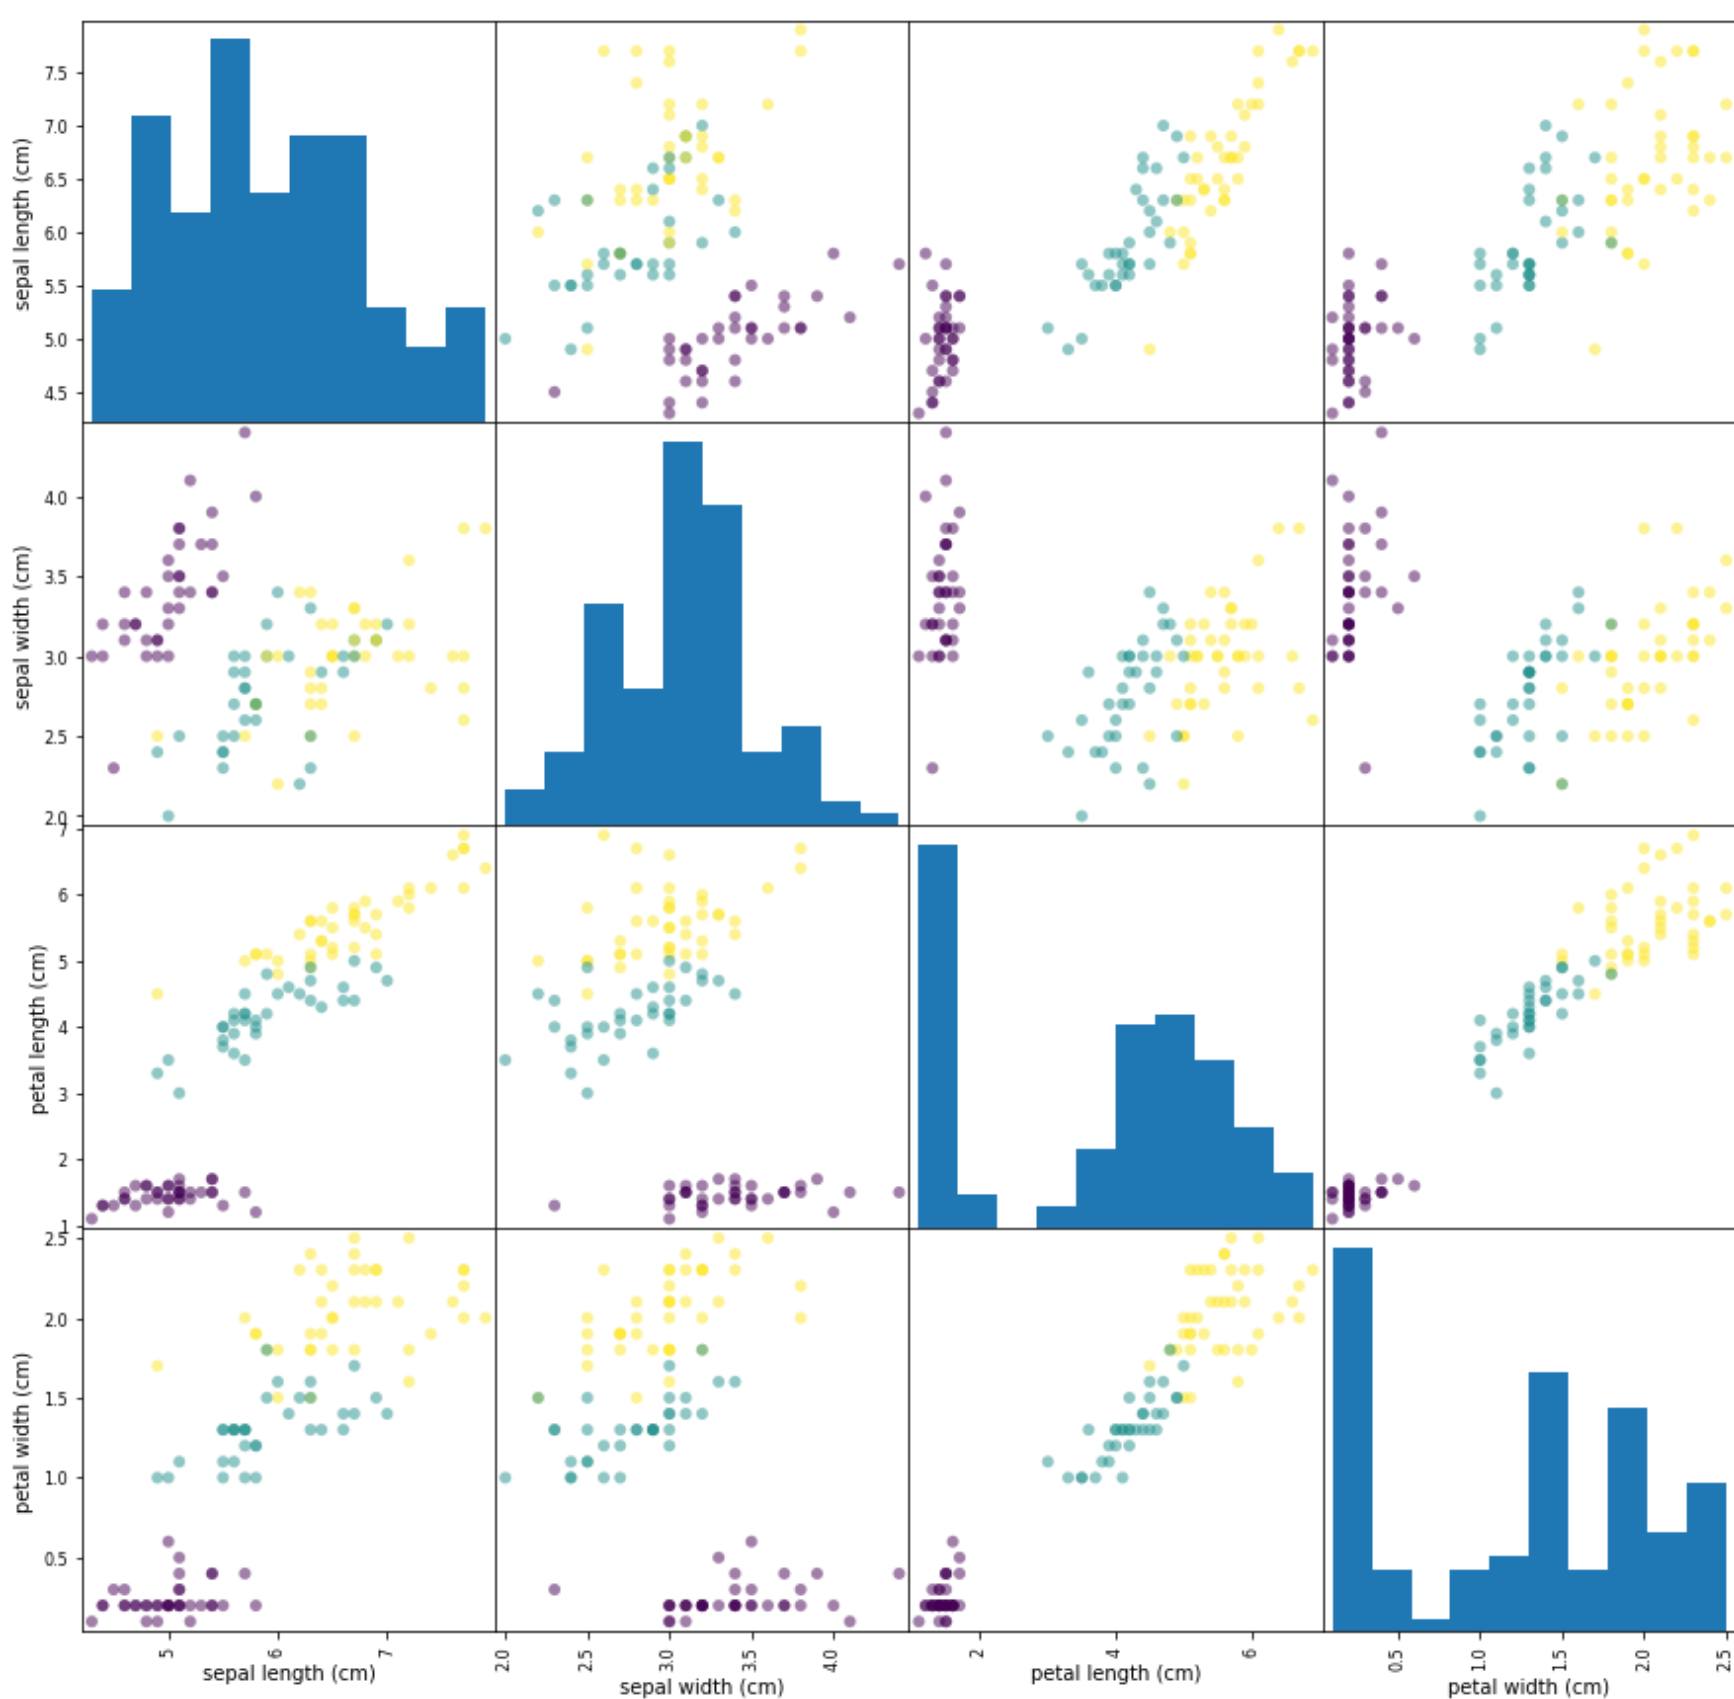 7.5
7.0
6.5
6.0
5.5
5.0
4.5
sepal length (cm)
4.0
3.5
3.0
2.5
2.0
sepal width (cm)
7
6
5
4
3
2
1
petal length (cm)
2.5
2.0
1.5
1.0
0.5
petal width (cm)
5 6 7
sepal length (cm)
2.0 2.5 3.0 3.5 4.0
sepal width (cm)
2 4 6
petal length (cm)
0.5 1.0 1.5 2.0 2.5
petal width (cm)